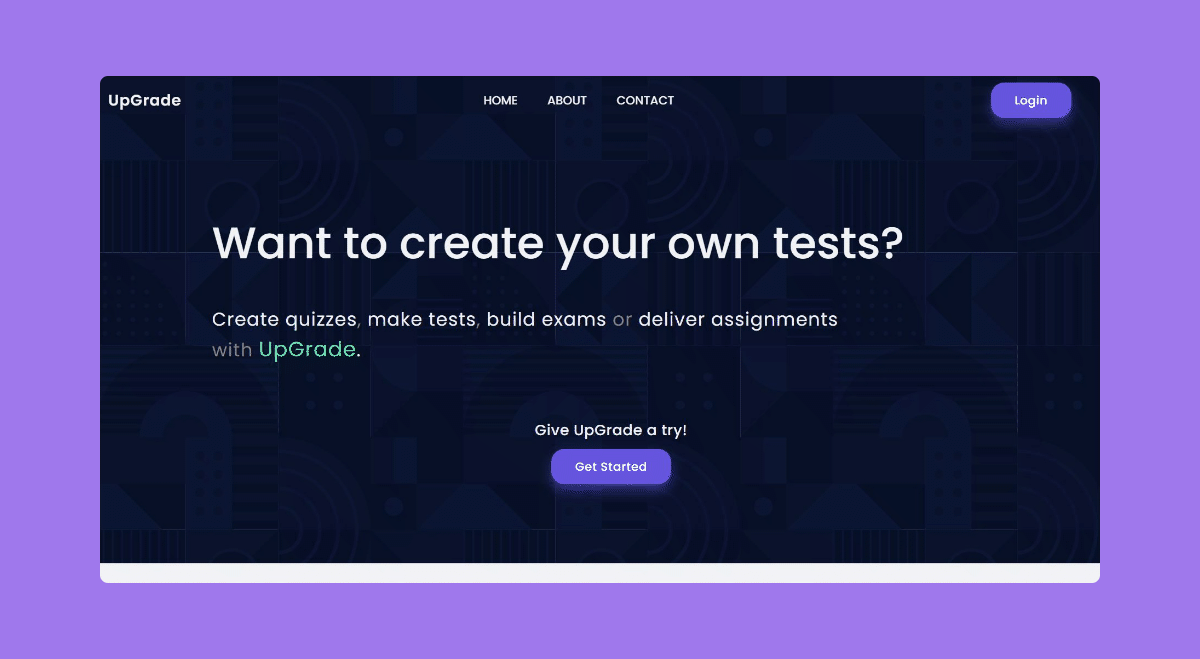 UpGrade
HOME
ABOUT
CONTACT
Login
Want to create your own tests?
Create quizzes, make tests, build exams or deliver assignments
with UpGrade.
Give UpGrade a try!
Get Started